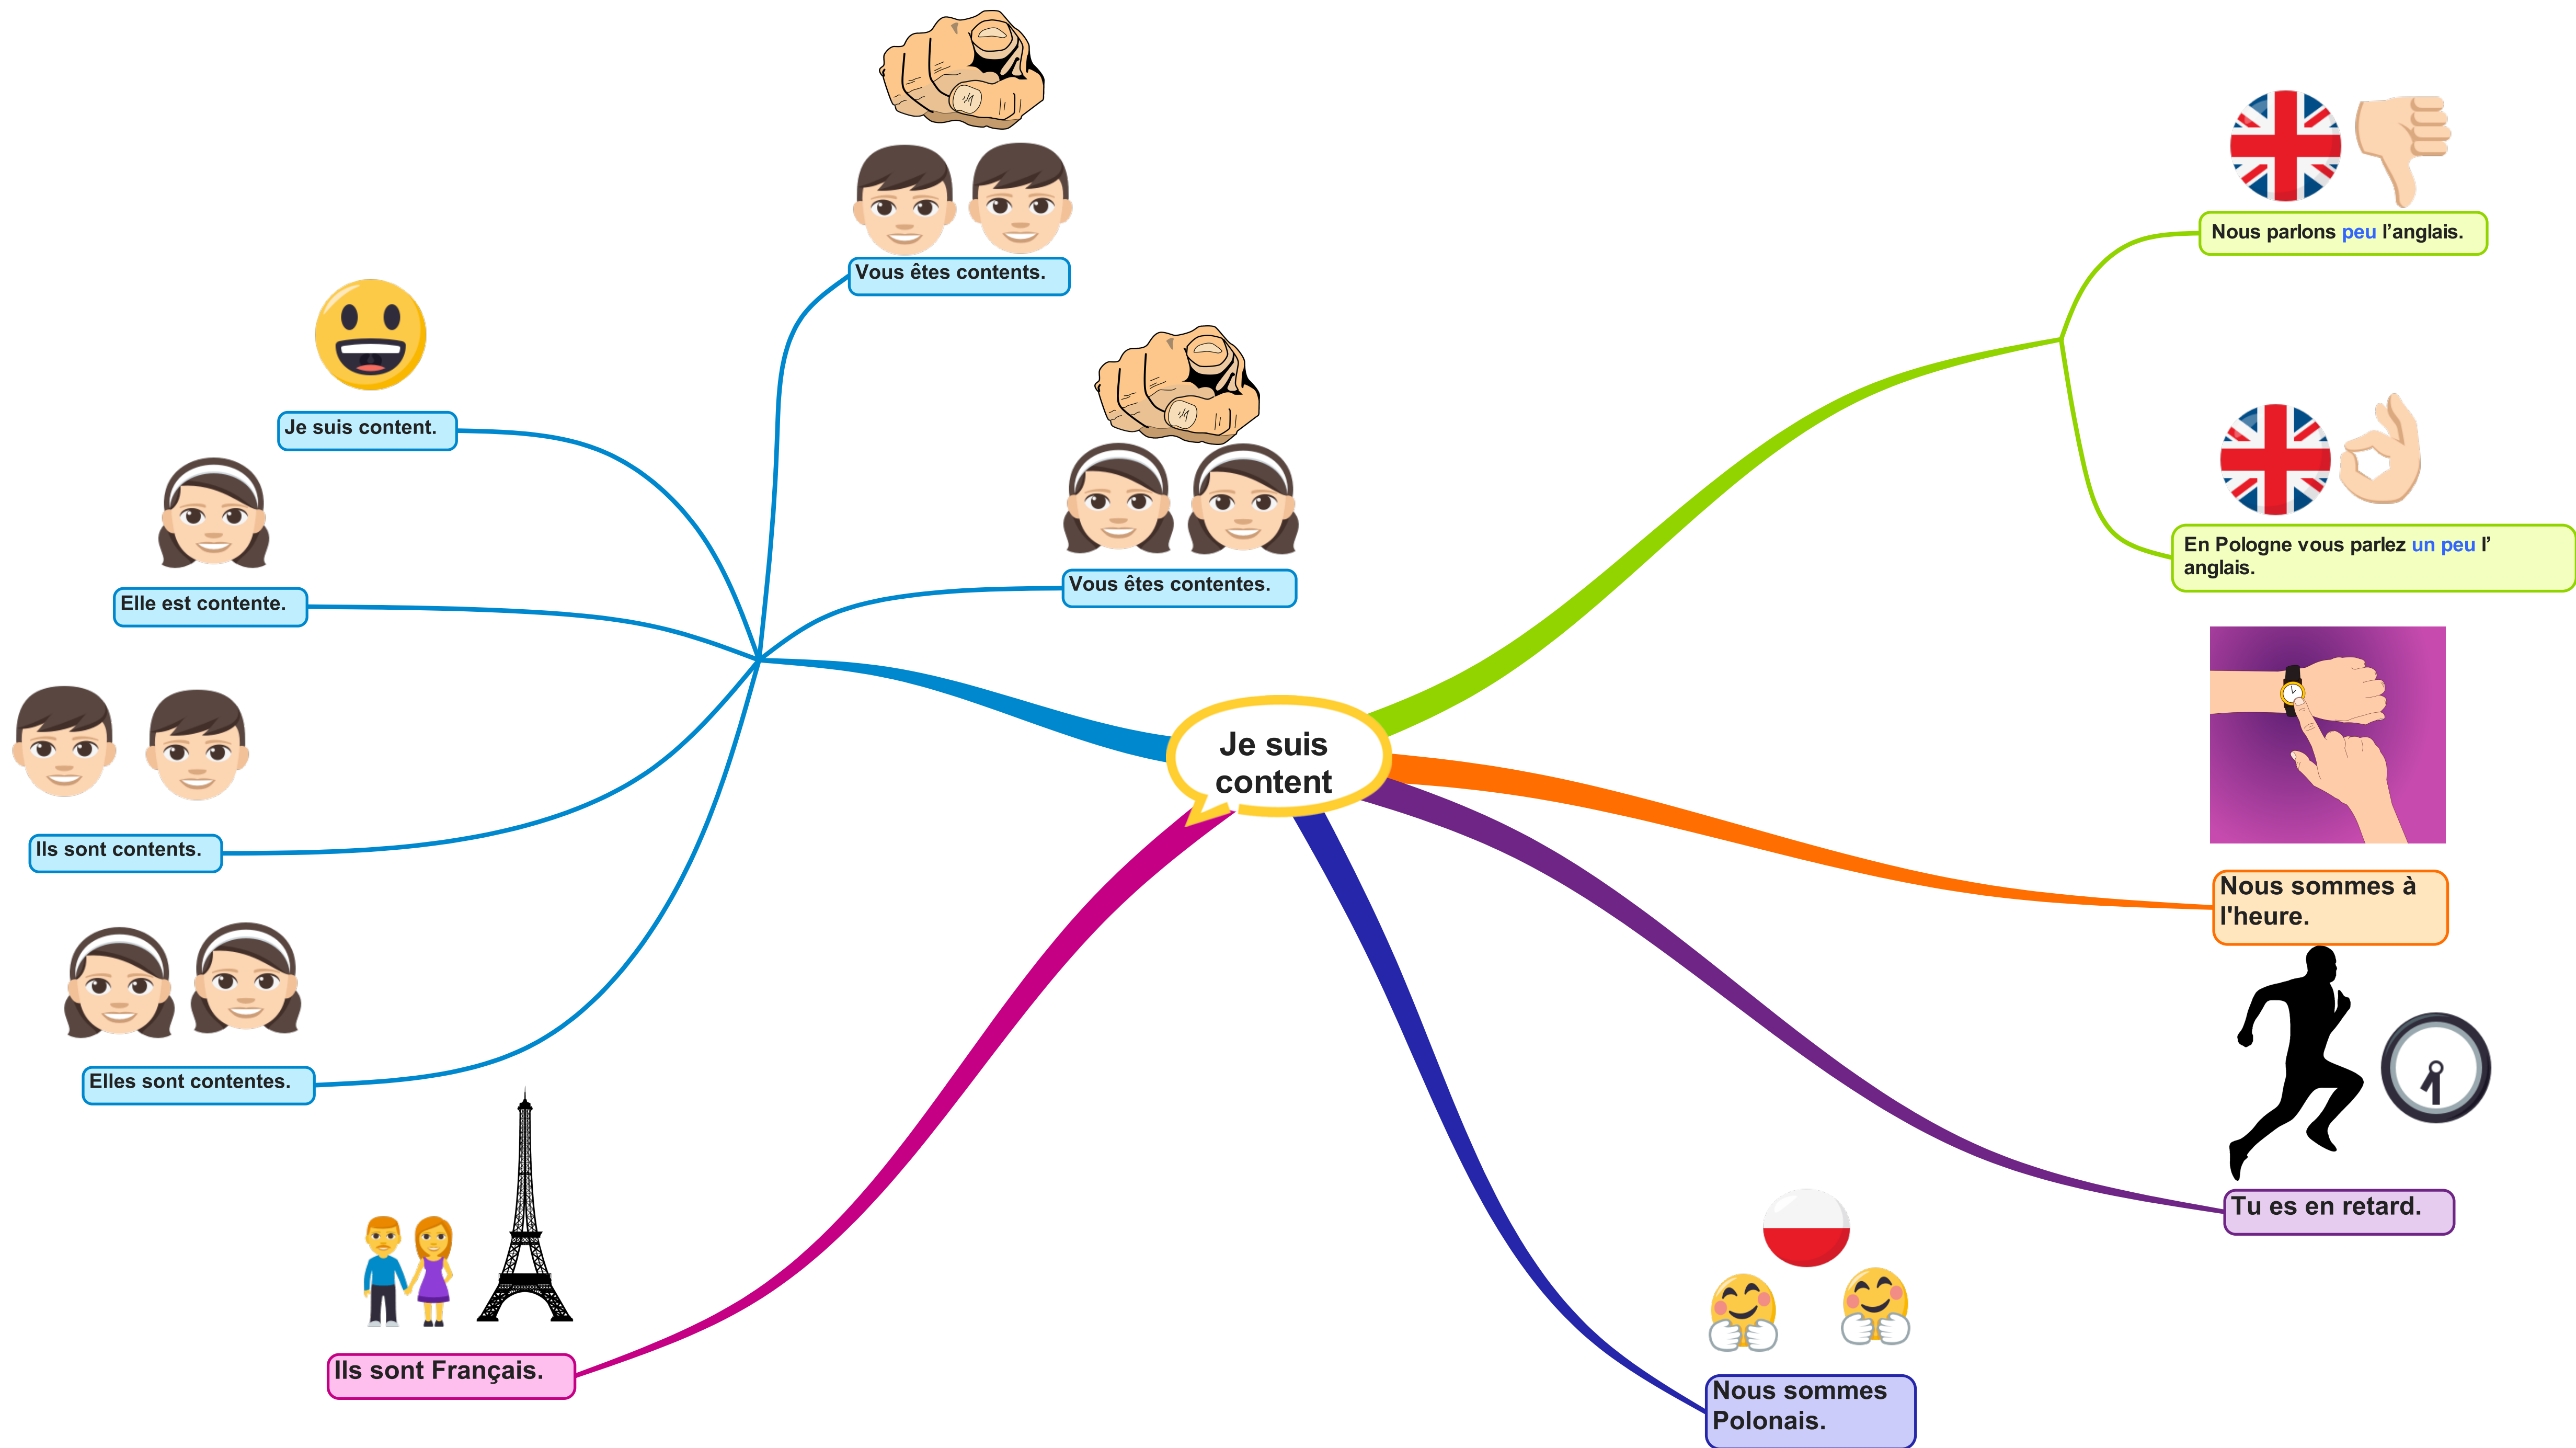 Je suis
content
Vous êtes contents.
Vous êtes contentes.
Je suis content.
Elle est contente.
Ils sont contents.
Elles sont contentes.
Ils sont Français.
Nous parlons peu l’anglais.
En Pologne vous parlez un peu l’
anglais.
Nous sommes à
l'heure.
Tu es en retard.
Nous sommes
Polonais.